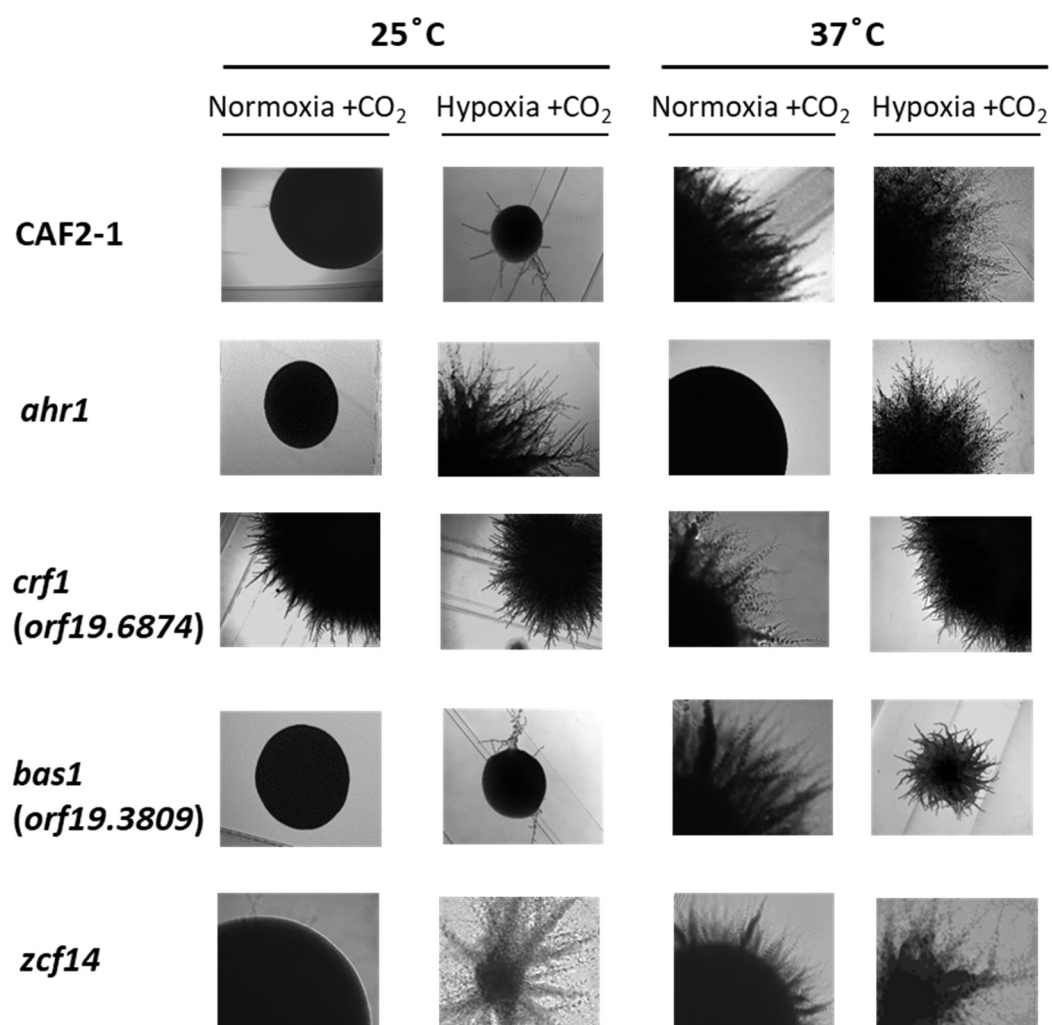 25˚C 37˚C
Normoxia +CO₂ Hypoxia +CO₂ Normoxia +CO₂ Hypoxia +CO₂
CAF2-1
ahr1
crf1
(orf19.6874)
bas1
(orf19.3809)
zcf14